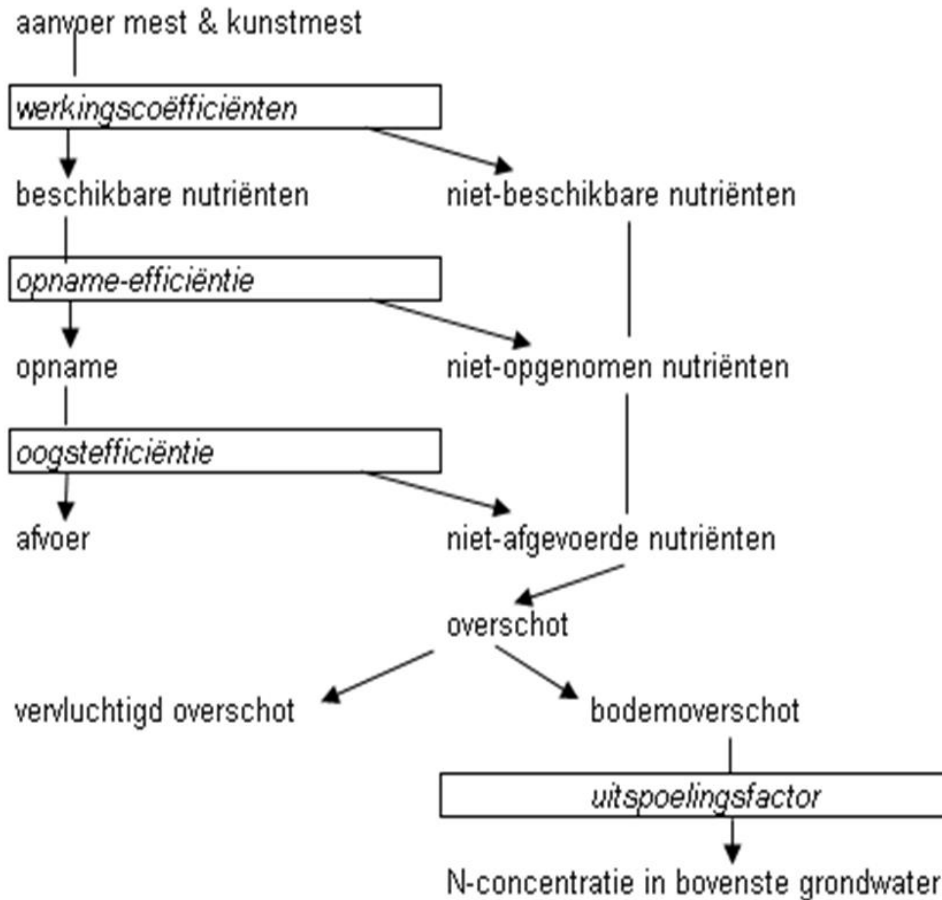 aanvoer mest & kunstmest
werkingscoëfficiënten
beschikbare nutriënten
niet-beschikbare nutriënten
opname-efficiëntie
opname
niet-opgenomen nutriënten
oogstefficiëntie
afvoer
niet-afgevoerde nutriënten
overschot
vervluchtigd overschot
bodemoverschot
uitspoelingsfactor
N-concentratie in bovenste grondwater